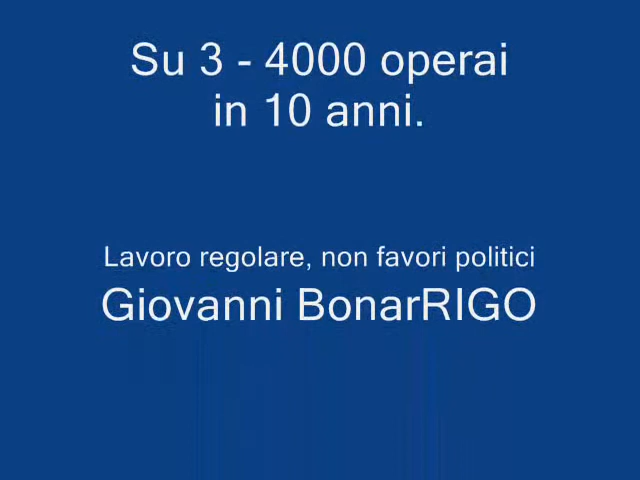 Su 3 - 4000 operai
in 10 anni.
Lavoro regolare, non favori politici
Giovanni BonarRIGO